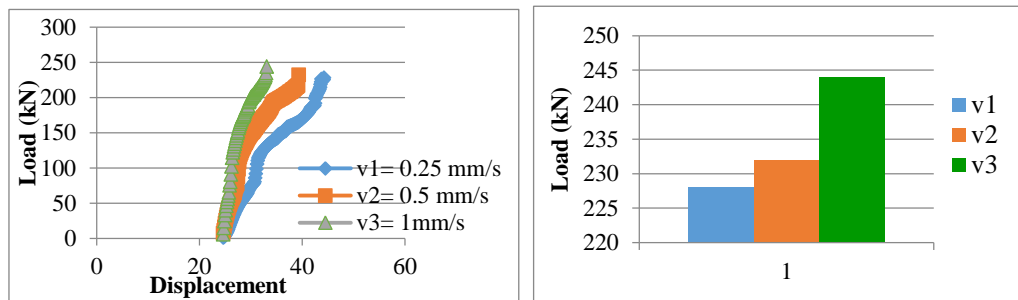 300
250
200
150
100
50
0
Load (kN)
v1= 0.25 mm/s
v2= 0.5 mm/s
v3= 1mm/s
0 20 40 60
Displacement
250
245
240
235
230
225
220
Load (kN)
v1
v2
v3
1